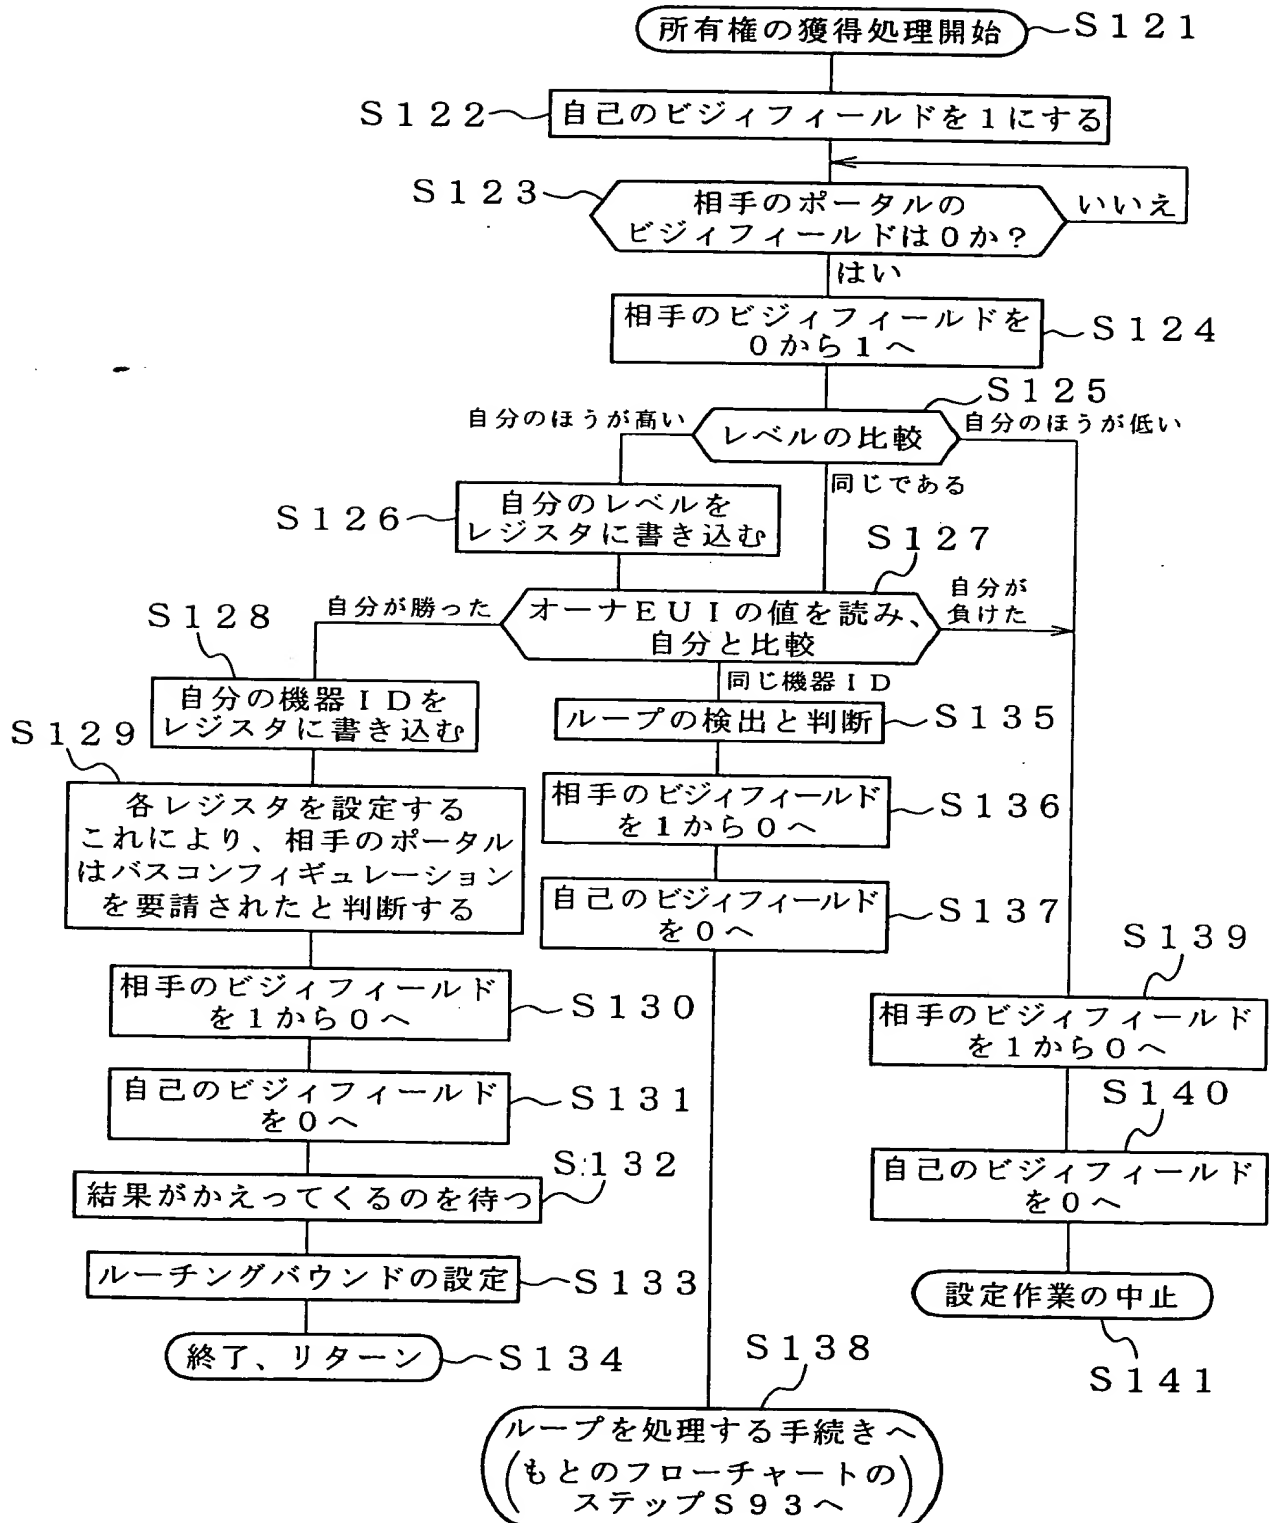 所有権の獲得処理開始
S121
S122
自己のビジィフィールドを1にする
S123
相手のポータルの
ビジィフィールドは0か?
いいえ
はい
相手のビジィフィールドを
0から1へ
S124
S125
自分のほうが高い
レベルの比較
自分のほうが低い
同じである
S126
自分のレベルを
レジスタに書き込む
S127
自分が勝った
オーナEUIの値を読み、
自分と比較
自分が
負けた
同じ機器ID
S128
自分の機器IDを
レジスタに書き込む
S129
各レジスタを設定する
これにより、相手のポータル
はバスコンフィギュレーション
を要請されたと判断する
ループの検出と判断
S135
相手のビジィフィールド
を1から0へ
S136
自己のビジィフィールド
を0へ
S137
相手のビジィフィールド
を1から0へ
S130
自己のビジィフィールド
を0へ
S131
S132
結果がかえってくるのを待つ
ルーチングバウンドの設定
S133
終了、リターン
S134
S138
ループを処理する手続きへ
(もとのフローチャートの
ステップS93へ)
S139
相手のビジィフィールド
を1から0へ
S140
自己のビジィフィールド
を0へ
設定作業の中止
S141